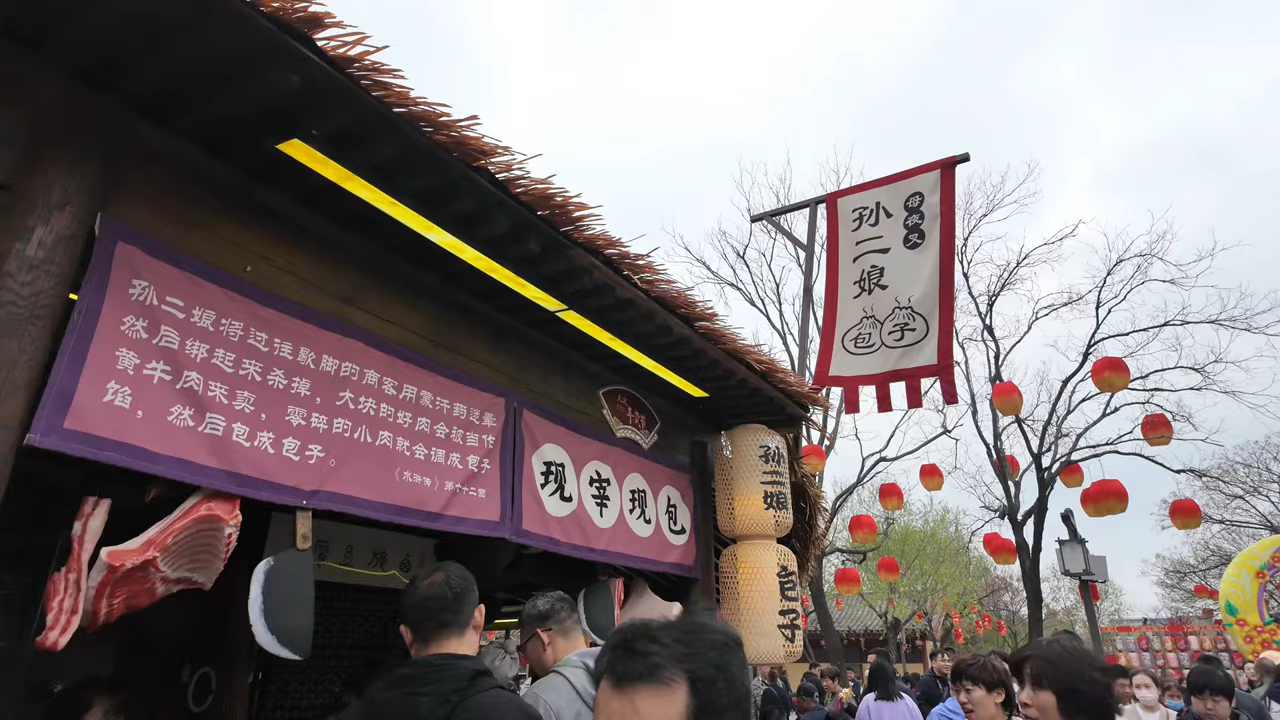 孙二娘将过往歇脚的商客用蒙汗药迷晕
然后绑起来杀掉，大块的好肉会被当作
黄牛肉来卖，零碎的小肉就会调成包子
馅，然后包成包子。
《水浒传》第廿十二回
现宰现包
孙二娘
包子
母夜叉
孙二娘
包子